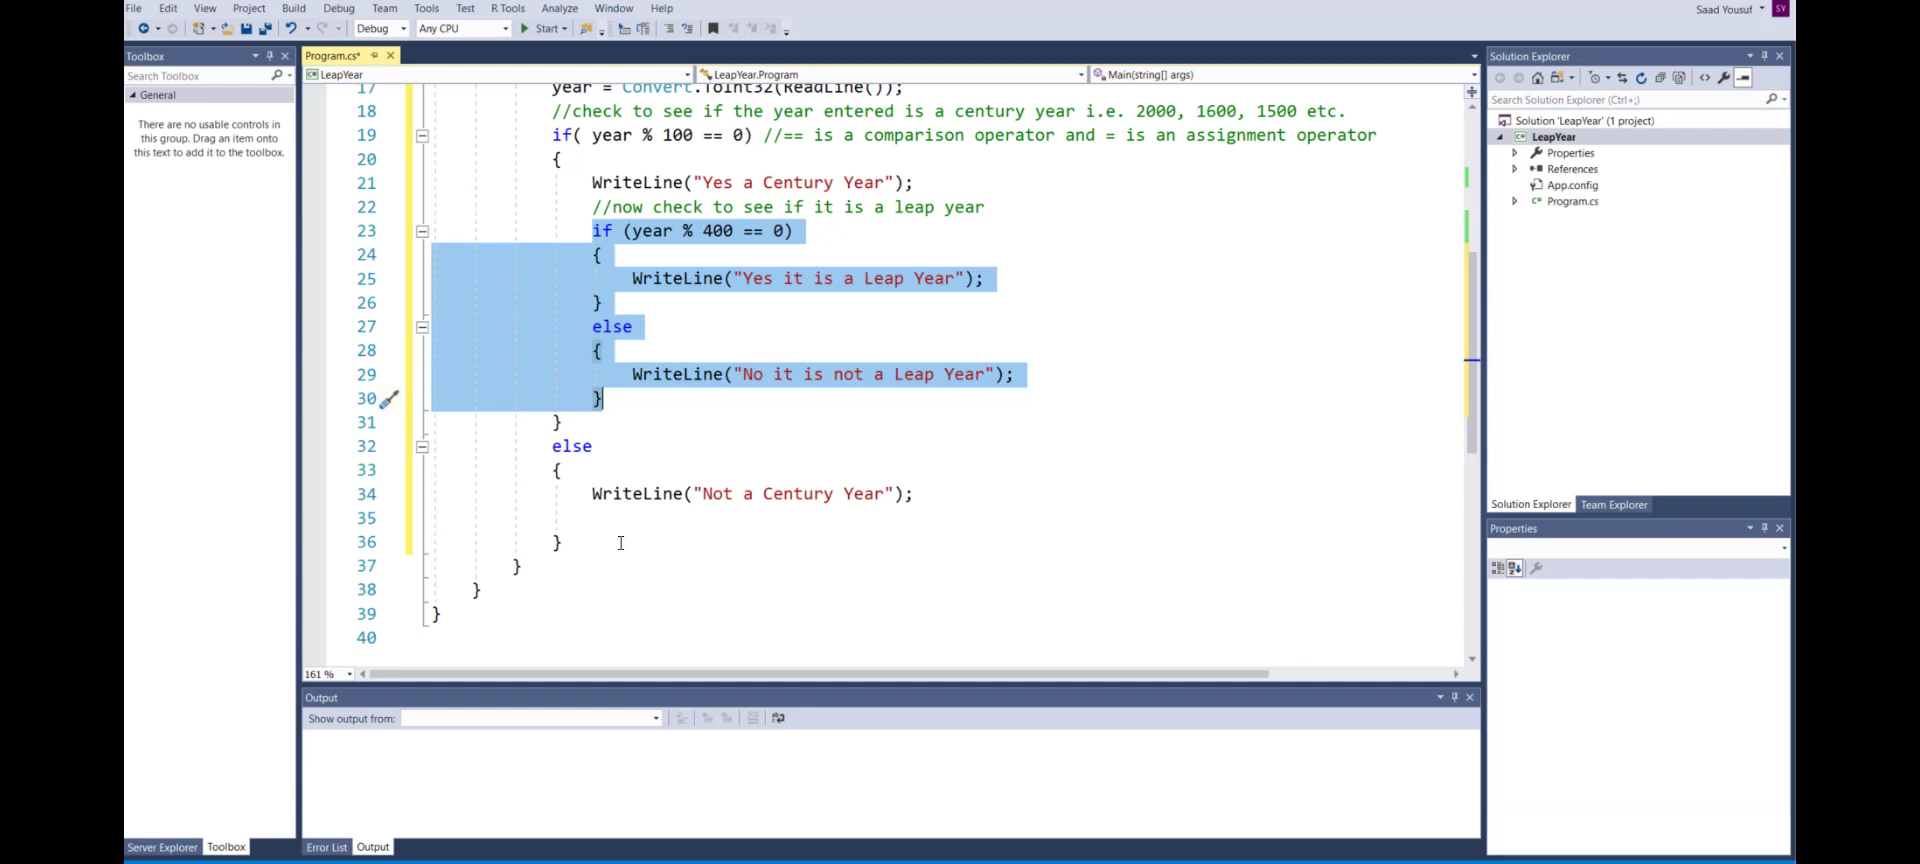 File Edit View Project Build Debug Team Tools Test R Tools Analyze Window Help
Saad Yousuf SY
Debug Any CPU Start
Toolbox
Search Toolbox
General
There are no usable controls in
this group. Drag an item onto
this text to add it to the toolbox.
Program.cs*
LeapYear LeapYear.Program Main(string[] args)
17 year = Convert.ToInt32(ReadLine());
18 //check to see if the year entered is a century year i.e. 2000, 1600, 1500 etc.
19 if( year % 100 == 0) //== is a comparison operator and = is an assignment operator
20 {
21 WriteLine("Yes a Century Year");
22 //now check to see if it is a leap year
23 if (year % 400 == 0)
24 {
25 WriteLine("Yes it is a Leap Year");
26 }
27 else
28 {
29 WriteLine("No it is not a Leap Year");
30 }
31 }
32 else
33 {
34 WriteLine("Not a Century Year");
35
36 }
37 }
38 }
39 }
40
161 %
Output
Show output from:
Server Explorer Toolbox
Error List Output
Solution Explorer
Search Solution Explorer (Ctrl+;)
Solution 'LeapYear' (1 project)
LeapYear
Properties
References
App.config
Program.cs
Solution Explorer Team Explorer
Properties